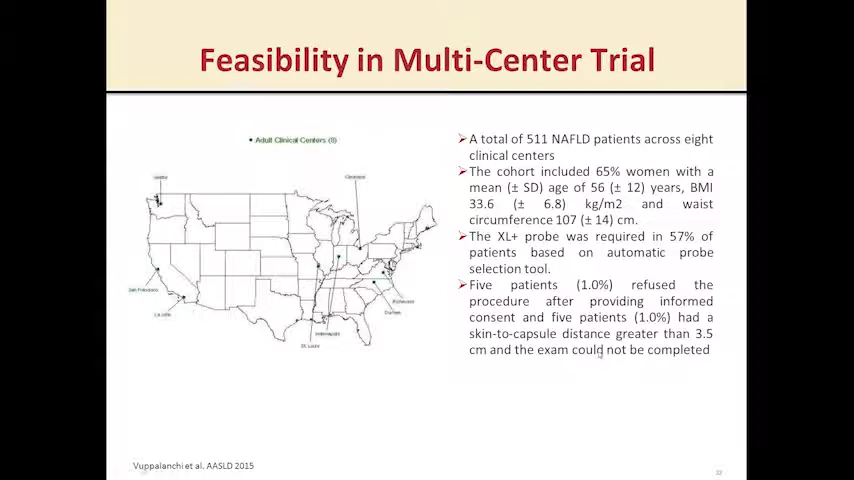 Feasibility in Multi-Center Trial
• Adult Clinical Centers (8)
Seattle
Cleveland
San Francisco
La Jolla
Richmond
Durham
Indianapolis
St. Louis
➢A total of 511 NAFLD patients across eight
clinical centers
➢The cohort included 65% women with a
mean (± SD) age of 56 (± 12) years, BMI
33.6 (± 6.8) kg/m2 and waist
circumference 107 (± 14) cm.
➢The XL+ probe was required in 57% of
patients based on automatic probe
selection tool.
➢Five patients (1.0%) refused the
procedure after providing informed
consent and five patients (1.0%) had a
skin-to-capsule distance greater than 3.5
cm and the exam could not be completed
Vuppalanchi et al. AASLD 2015